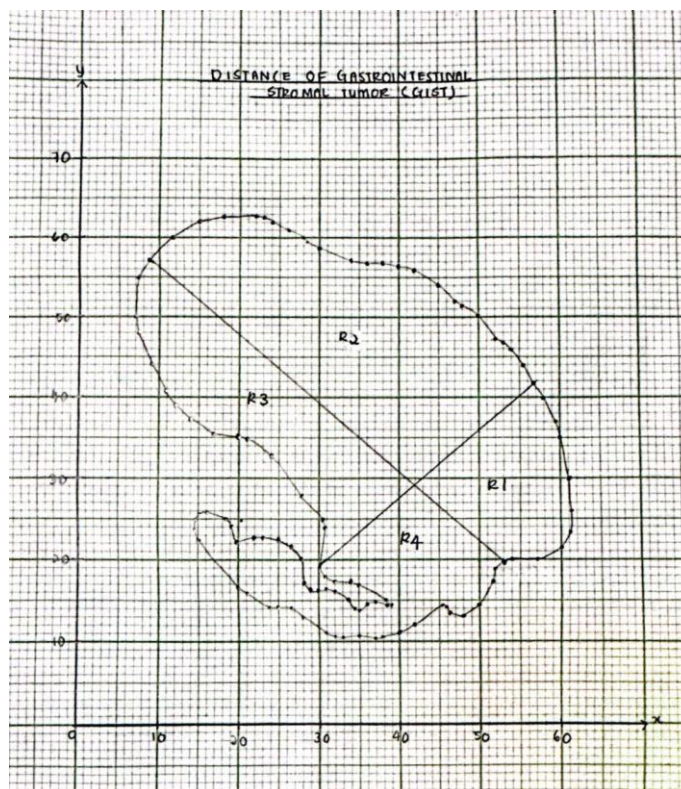 y
DISTANCE OF GASTROINTESTINAL
STROMAL TUMOR (GIST)
70
60
50
R2
40
R3
30
R1
R4
20
10
x
0 10 20 30 40 50 60